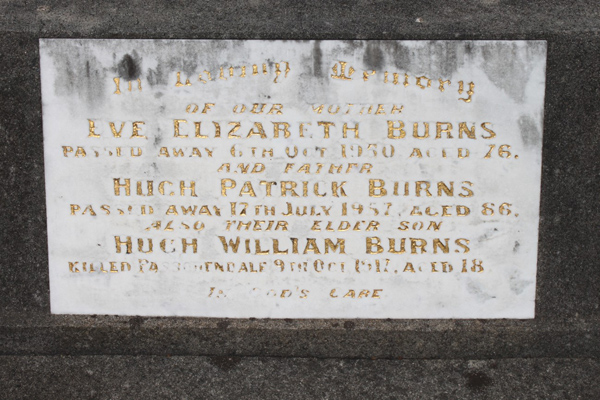 In Loving Memory
OF OUR MOTHER
EVE ELIZABETH BURNS
PASSED AWAY 6TH OCT 1950 AGED 76.
AND FATHER
HUGH PATRICK BURNS
PASSED AWAY 17TH JULY 1957. AGED 86.
ALSO THEIR ELDER SON
HUGH WILLIAM BURNS
KILLED PASSCHENDALE 9TH OCT 1917. AGED 18
IN GOD'S CARE